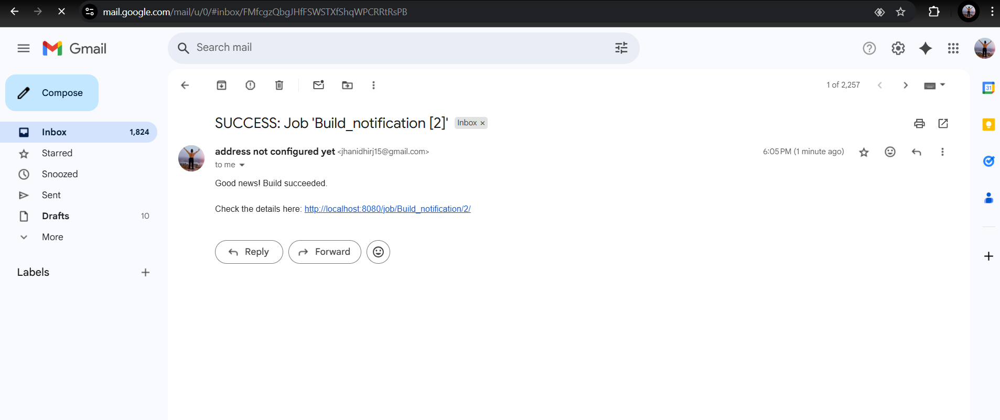 mail.google.com/mail/u/0/#inbox/FMfcgzQbgJHfFSWSTXfShqWPCRRtRsPB
Gmail
Search mail
Compose
1 of 2,257
31
SUCCESS: Job 'Build_notification [2]' Inbox ×
Inbox 1,824
address not configured yet <jhanidhirj15@gmail.com> 6:05 PM (1 minute ago)
Starred
to me
Snoozed
Good news! Build succeeded.
Sent
Check the details here: http://localhost:8080/job/Build_notification/2/
Drafts 10
More
Reply Forward
Labels